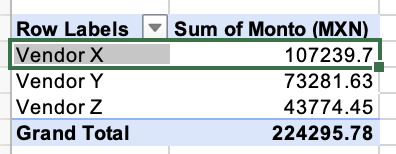 Row Labels Sum of Monto (MXN)
Vendor X 107239.7
Vendor Y 73281.63
Vendor Z 43774.45
Grand Total 224295.78